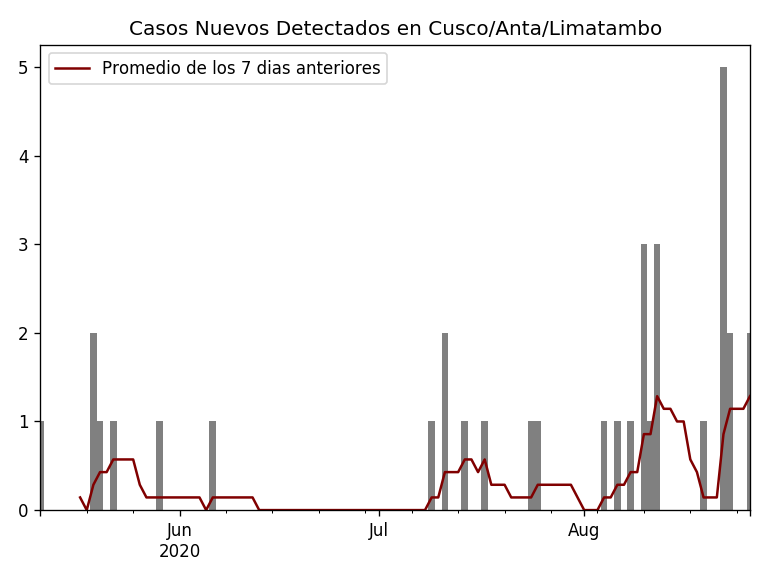 Casos Nuevos Detectados en Cusco/Anta/Limatambo
Promedio de los 7 dias anteriores
5
4
3
2
1
0
Jun
2020
Jul
Aug